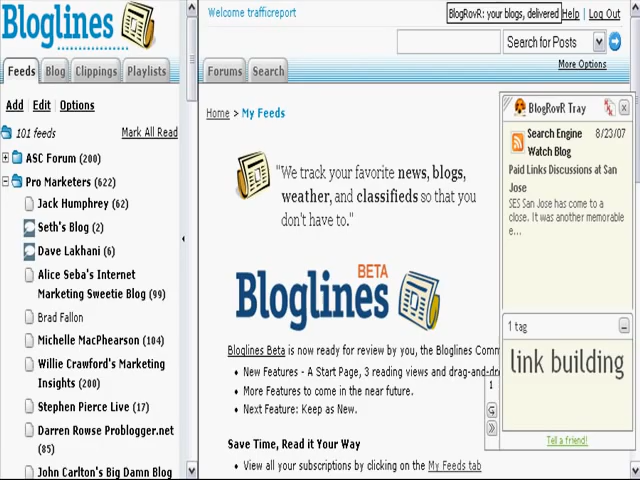 Bloglines
Feeds Blog Clippings Playlists
Add | Edit | Options
101 feeds Mark All Read
ASC Forum (200)
Pro Marketers (622)
Jack Humphrey (62)
Seth's Blog (2)
Dave Lakhani (6)
Alice Seba's Internet
Marketing Sweetie Blog (99)
Brad Fallon
Michelle MacPhearson (104)
Willie Crawford's Marketing
Insights (200)
Stephen Pierce Live (17)
Darren Rowse Problogger.net
(85)
John Carlton's Big Damn Blog
Welcome trafficreport
BlogRovR: your blogs, delivered Help | Log Out
Search for Posts
More Options
Forums Search
Home > My Feeds
"We track your favorite news, blogs,
weather, and classifieds so that you
don't have to."
BETA
Bloglines
Bloglines Beta is now ready for review by you, the Bloglines Comm
• New Features - A Start Page, 3 reading views and drag-and-dr
• More Features to come in the near future.
• Next Feature: Keep as New.
Save Time, Read it Your Way
• View all your subscriptions by clicking on the My Feeds tab
BlogRovR Tray
Search Engine 8/23/07
Watch Blog
Paid Links Discussions at San
Jose
SES San Jose has come to a
close. It was another memorable
e...
1 tag
link building
1
Tell a friend!